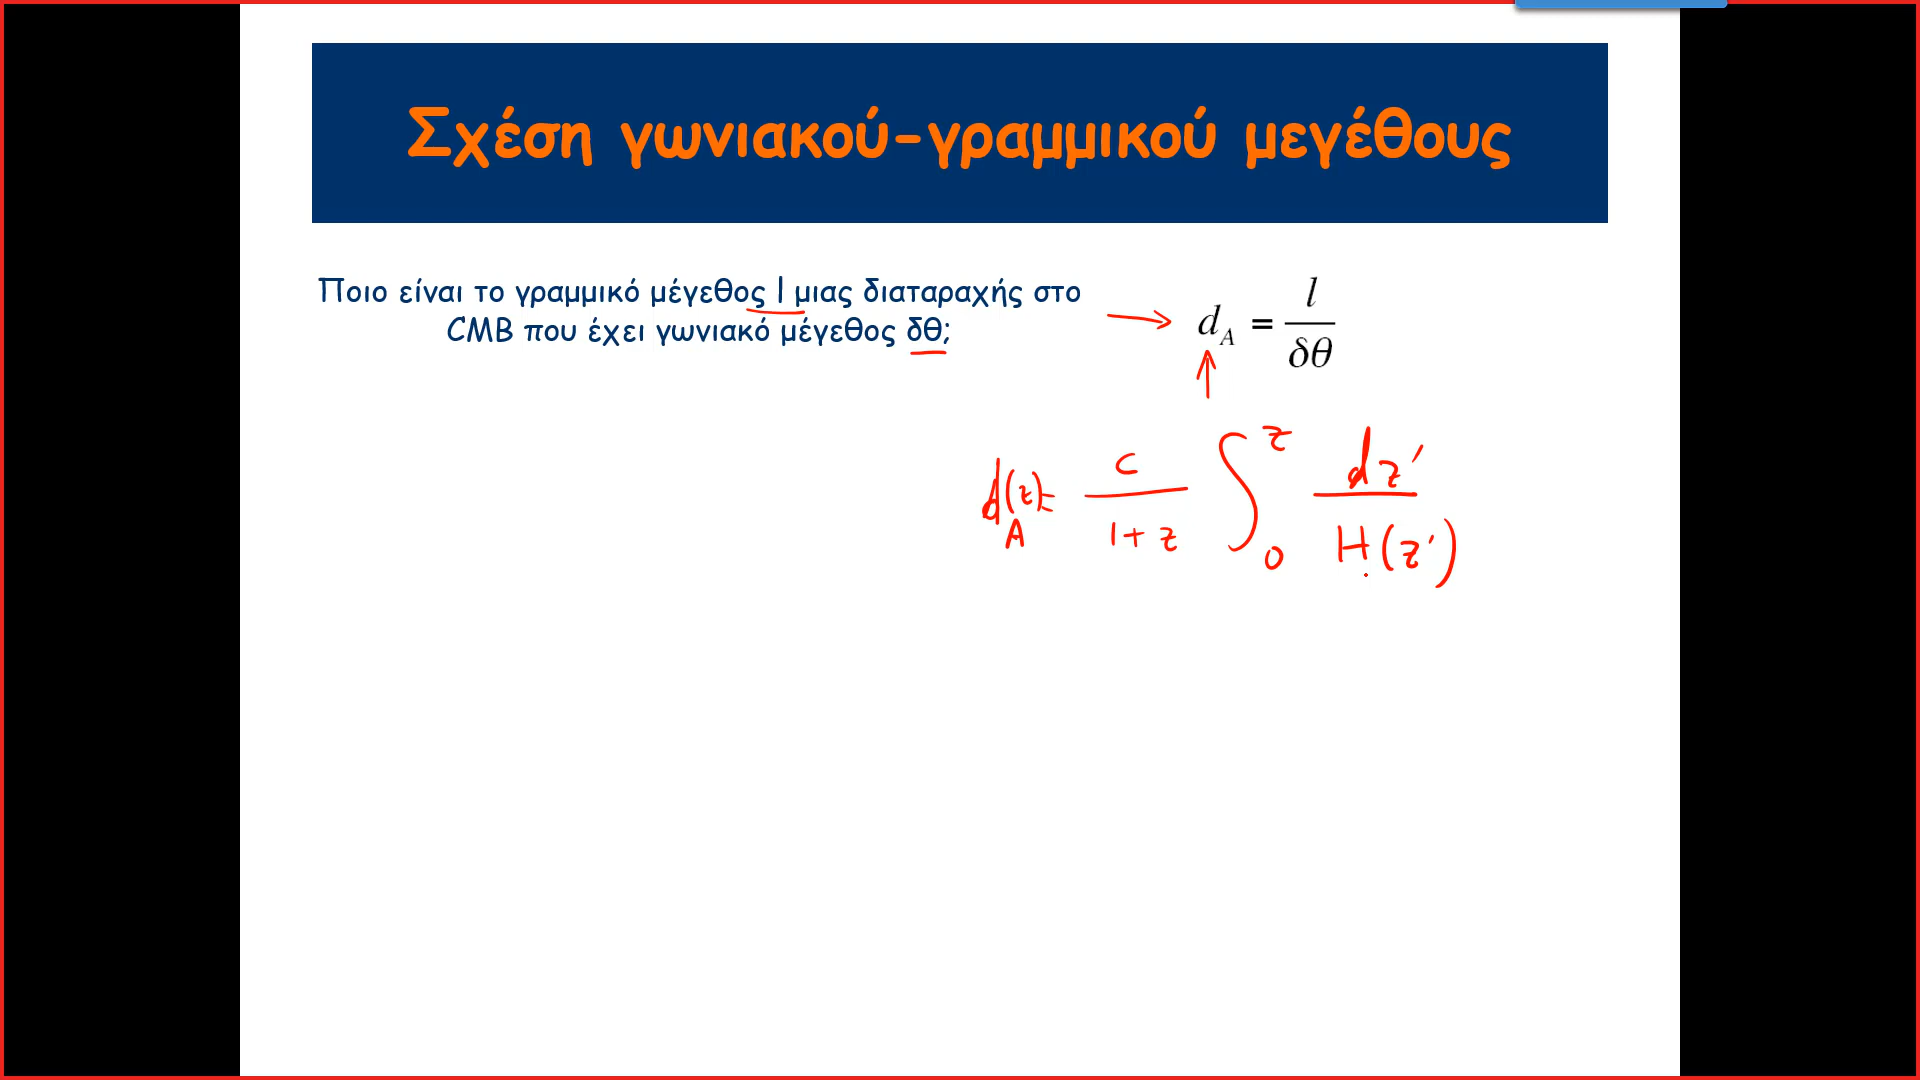 Σχέση γωνιακού-γραμμικού μεγέθους
Ποιο είναι το γραμμικό μέγεθος l μιας διαταραχής στο
CMB που έχει γωνιακό μέγεθος δθ;
→ d_A = l / δθ
d_A(z) = c / (1+z) ∫_0^z dz' / H(z')